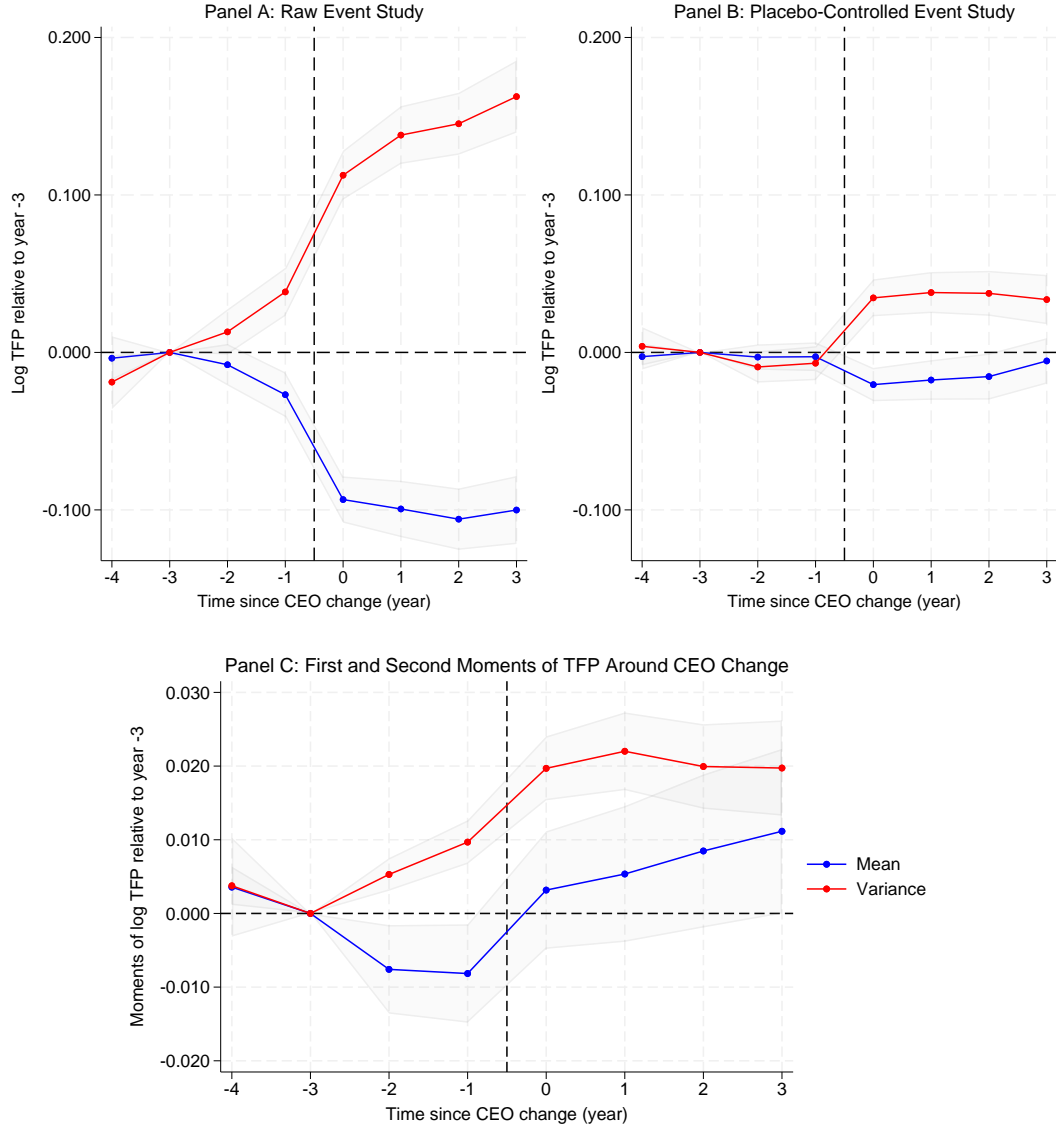 Panel A: Raw Event Study
Log TFP relative to year -3
0.200
0.100
0.000
-0.100
-4 -3 -2 -1 0 1 2 3
Time since CEO change (year)
Panel B: Placebo-Controlled Event Study
Log TFP relative to year -3
0.200
0.100
0.000
-0.100
-4 -3 -2 -1 0 1 2 3
Time since CEO change (year)
Panel C: First and Second Moments of TFP Around CEO Change
Moments of log TFP relative to year -3
0.030
0.020
0.010
0.000
-0.010
-0.020
-4 -3 -2 -1 0 1 2 3
Time since CEO change (year)
Mean
Variance